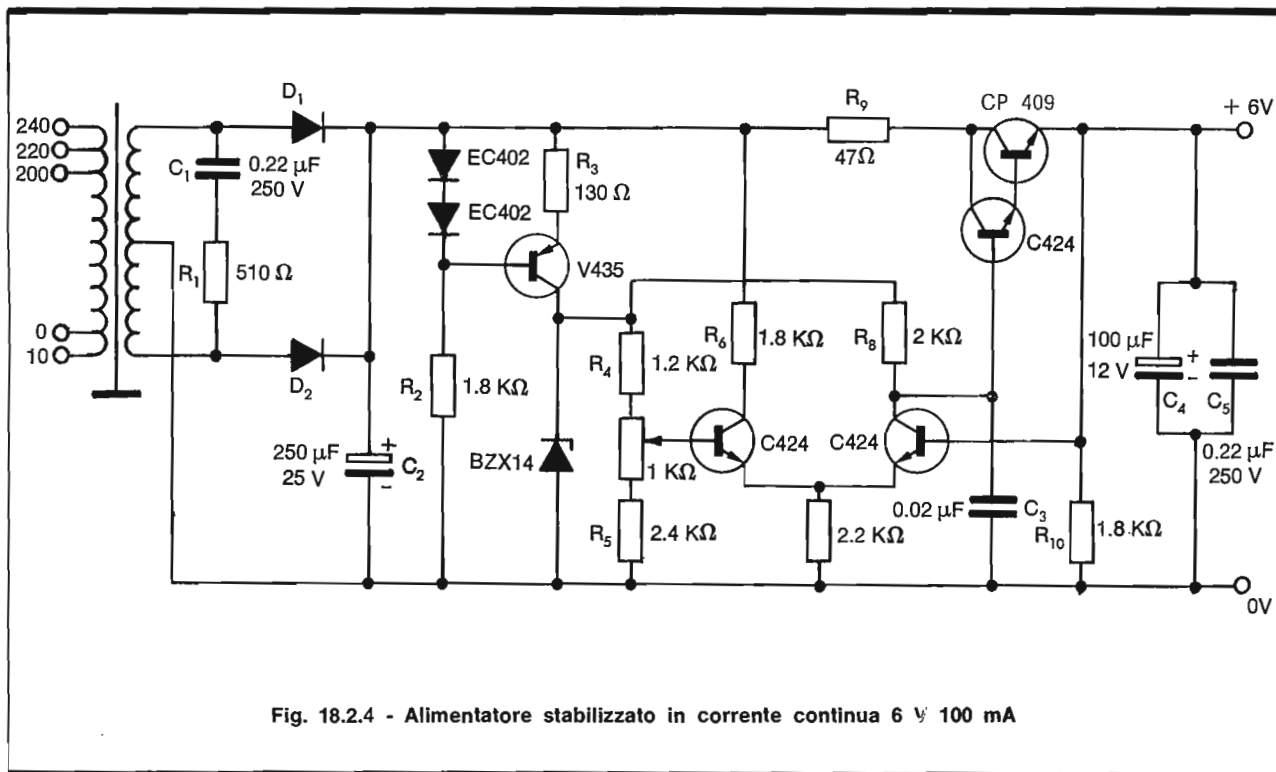 D₁
240
220
200
C₁
0.22 µF
250 V
R₁
510 Ω
0
10
D₂
250 µF
25 V
+
-
C₂
EC402
EC402
R₃
130 Ω
V435
R₂
1.8 KΩ
BZX14
R₄
1.2 KΩ
1 KΩ
R₅
2.4 KΩ
R₆
1.8 KΩ
R₈
2 KΩ
C424
C424
2.2 KΩ
R₉
47Ω
CP 409
C424
0.02 µF
C₃
R₁₀
1.8 KΩ
100 µF
12 V
+
-
C₄
C₅
0.22 µF
250 V
+ 6V
0V
Fig. 18.2.4 - Alimentatore stabilizzato in corrente continua 6 V 100 mA